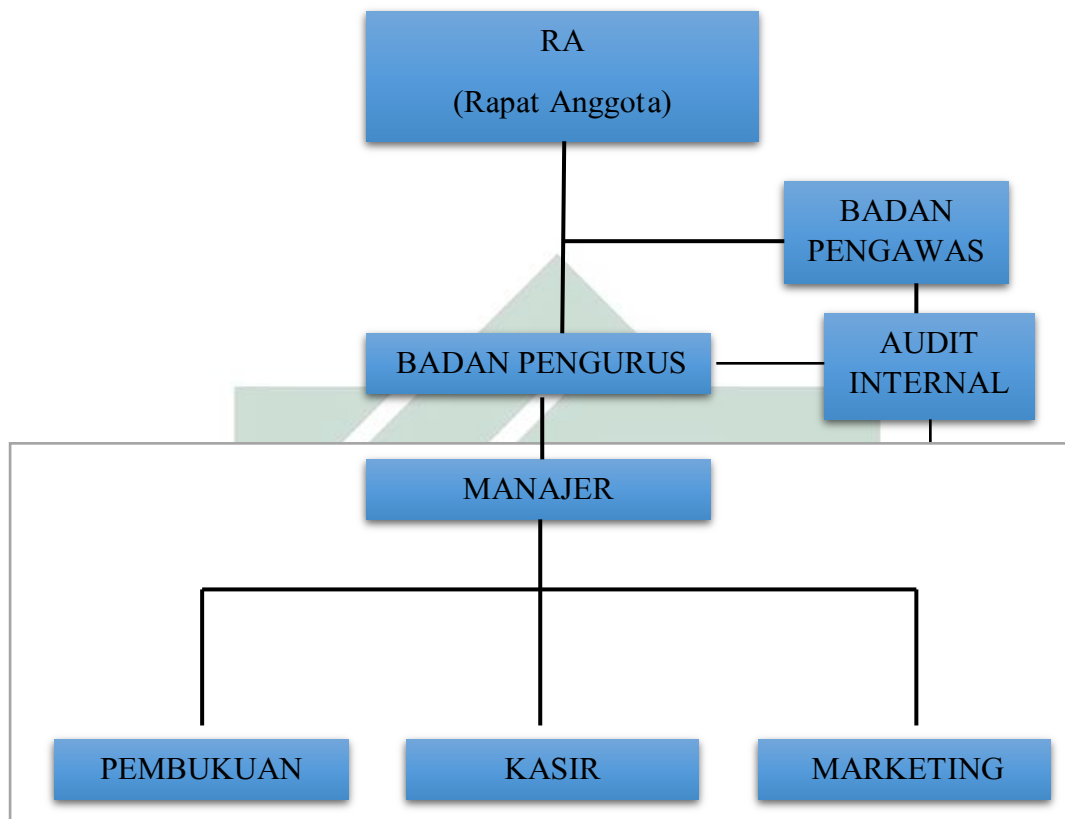 RA
(Rapat Anggota)
BADAN
PENGAWAS
BADAN PENGURUS
AUDIT
INTERNAL
MANAJER
PEMBUKUAN
KASIR
MARKETING